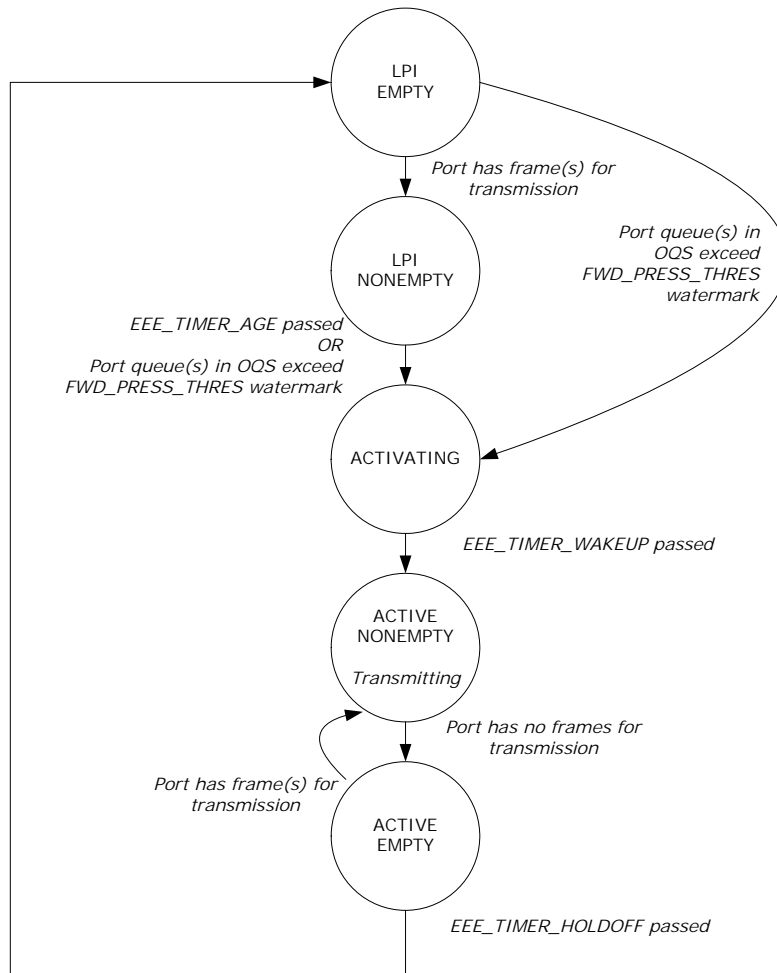 LPI
EMPTY
Port has frame(s) for
transmission
Port queue(s) in
OQS exceed
FWD_PRESS_THRES
watermark
LPI
NONEMPTY
EEE_TIMER_AGE passed
OR
Port queue(s) in OQS exceed
FWD_PRESS_THRES watermark
ACTIVATING
EEE_TIMER_WAKEUP passed
ACTIVE
NONEMPTY
Transmitting
Port has no frames for
transmission
Port has frame(s) for
transmission
ACTIVE
EMPTY
EEE_TIMER_HOLDOFF passed